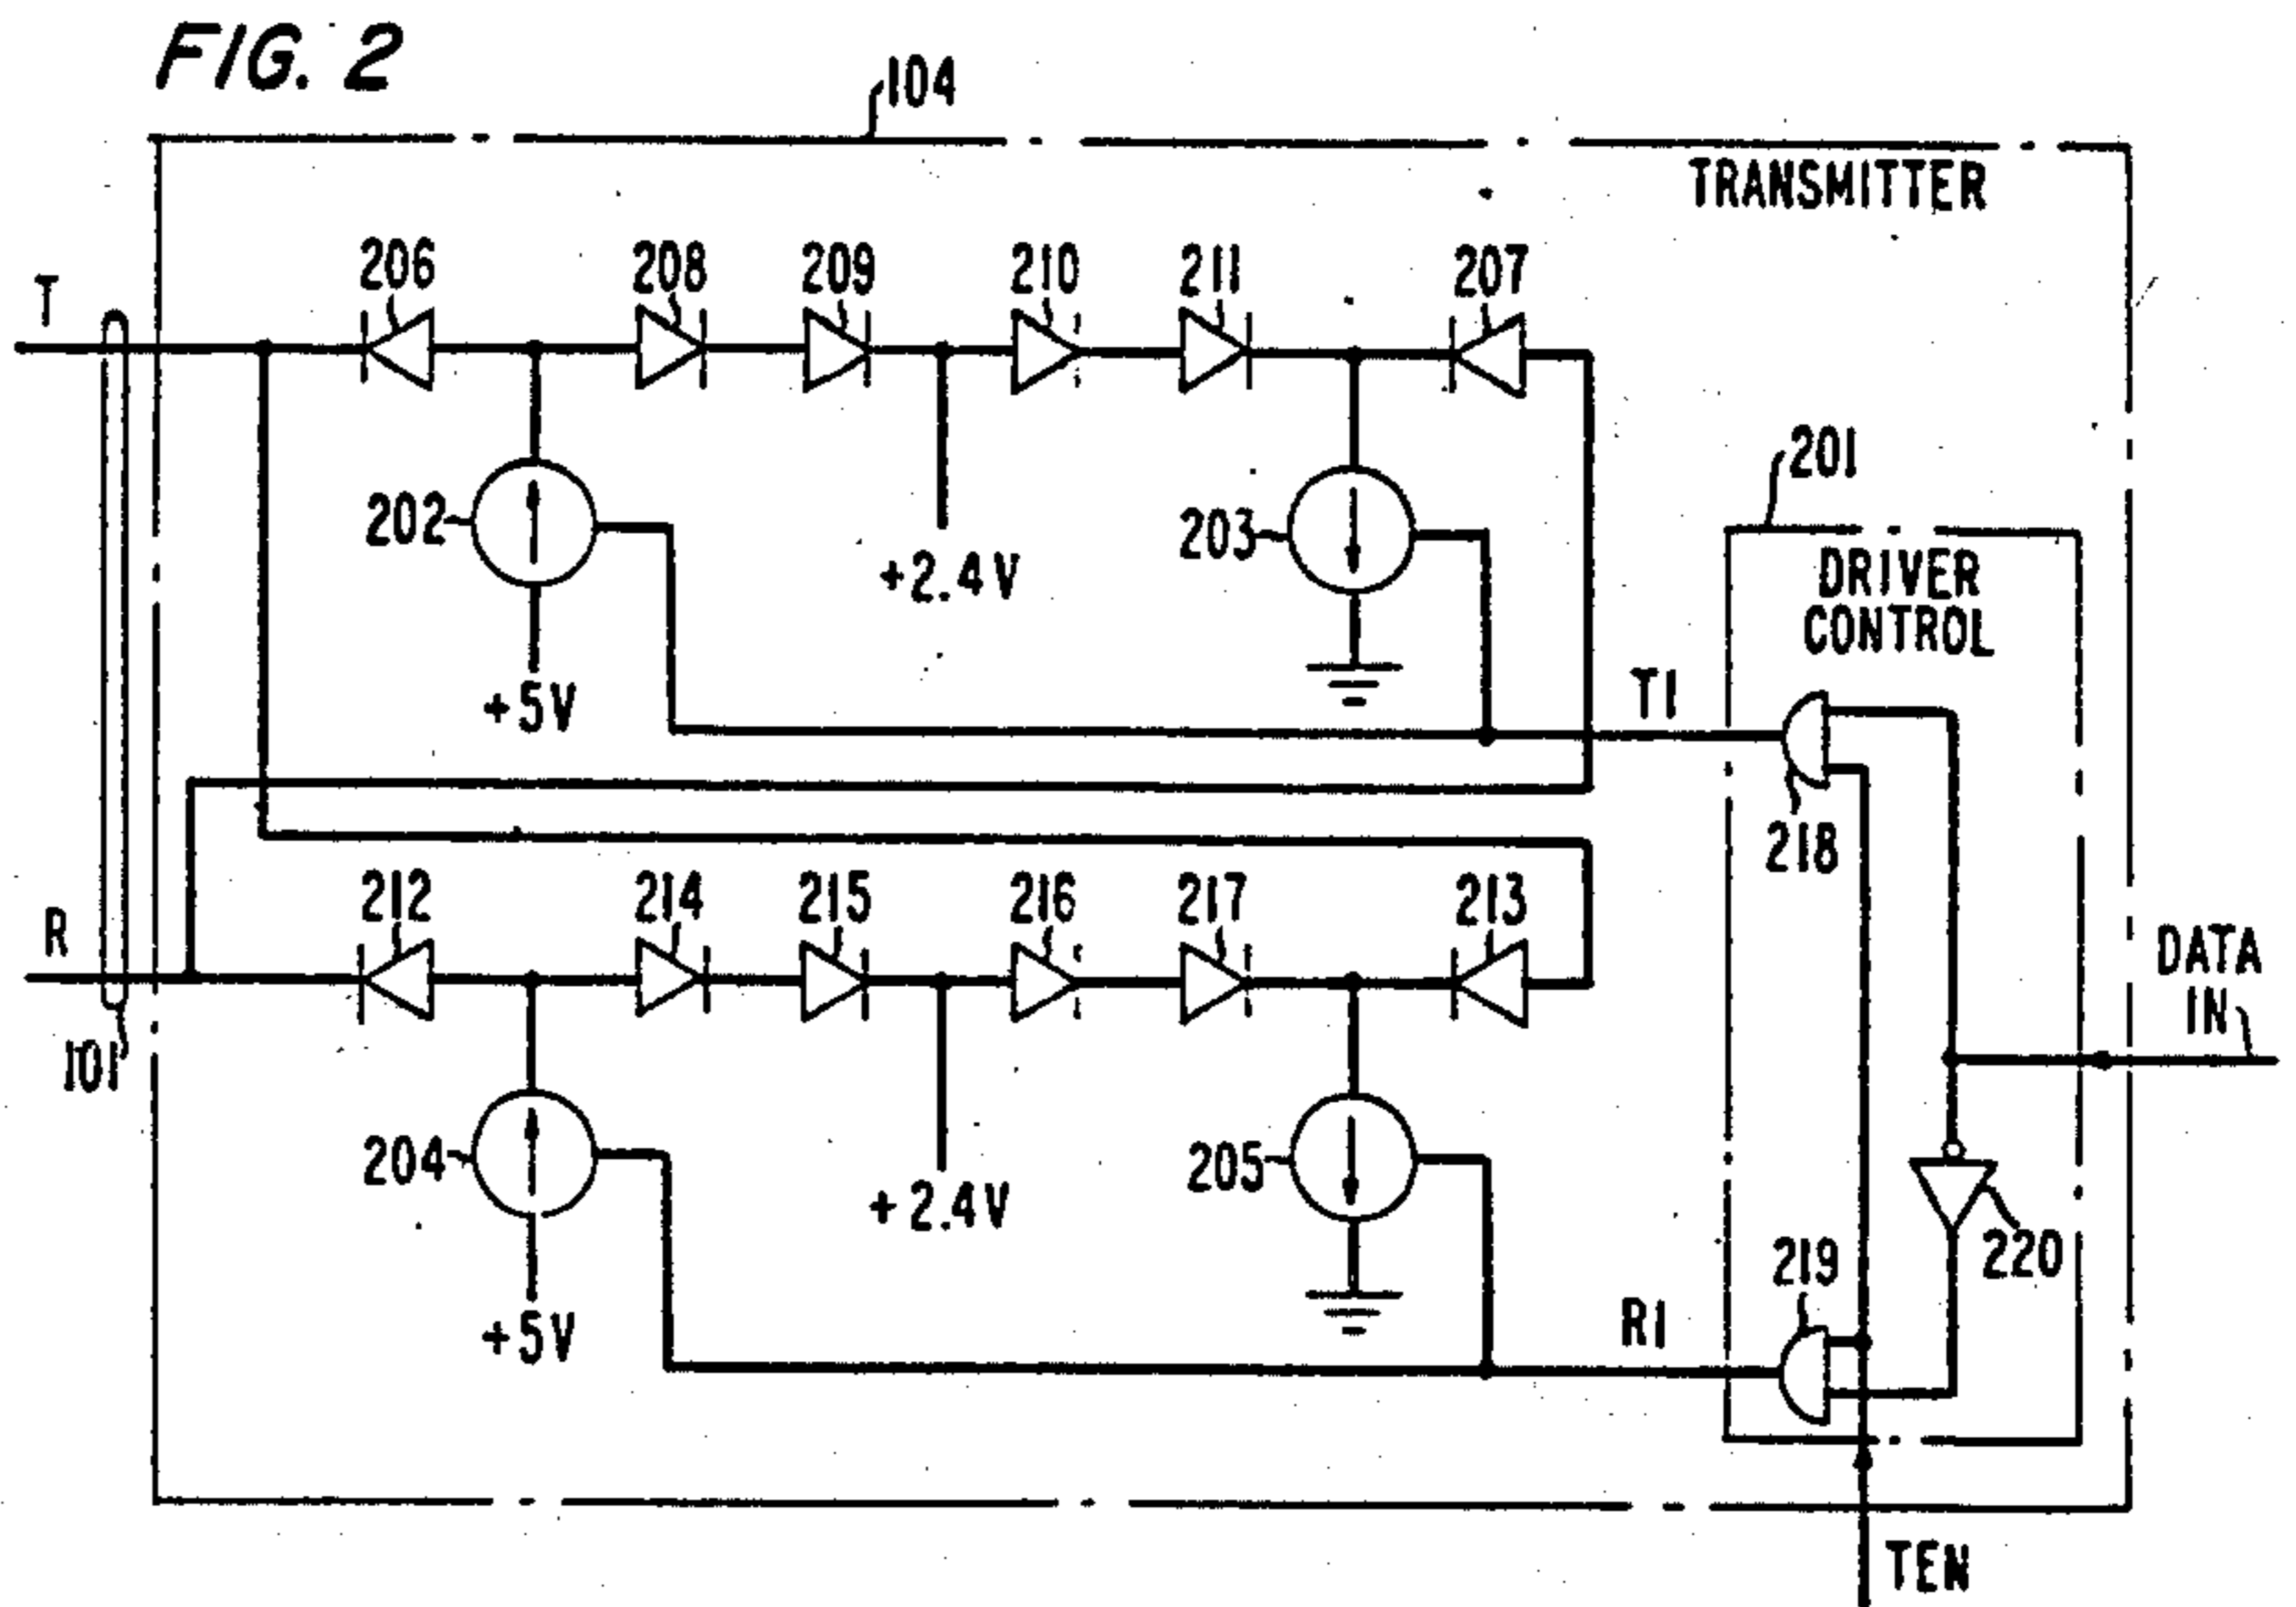 FIG. 2
104
TRANSMITTER
206
208
209
210
211
207
T
201
202
203
+2.4V
DRIVER
CONTROL
+5V
T1
218
212
214
215
216
217
213
R
DATA
IN
101
204
205
+2.4V
220
219
+5V
R1
TEN